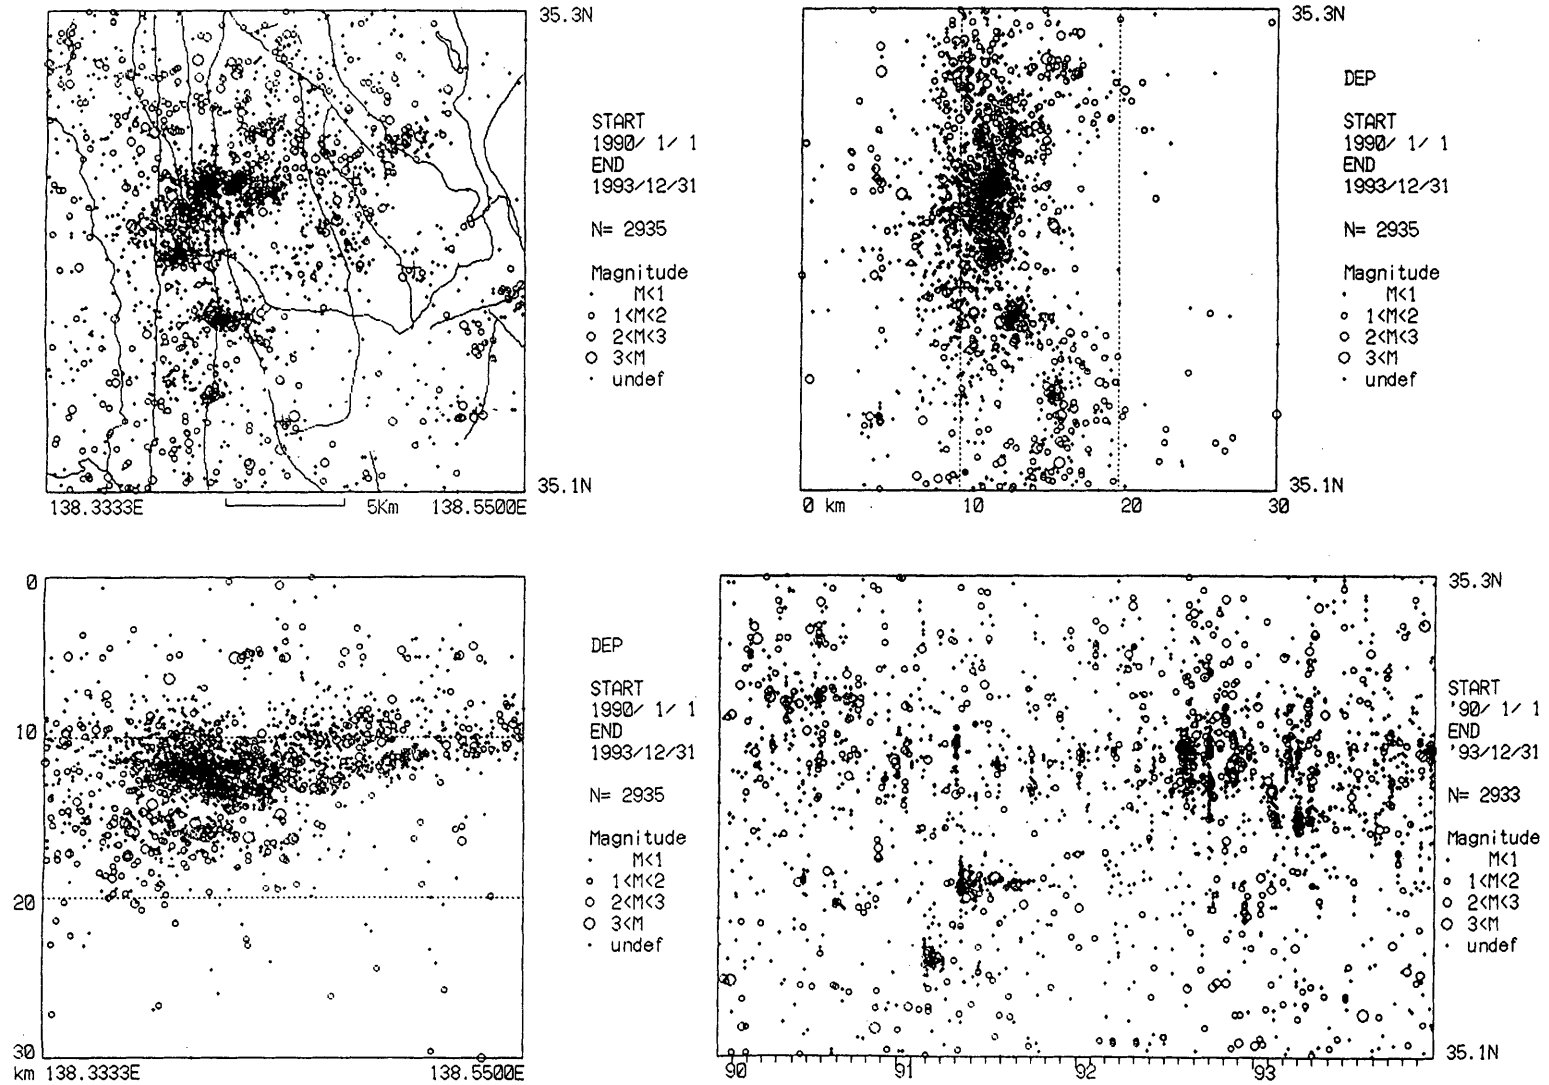 35.3N
START
1990/ 1/ 1
END
1993/12/31
N= 2935
Magnitude
M<1
1<M<2
2<M<3
3<M
undef
35.1N
138.3333E
5Km
138.5500E
35.3N
DEP
START
1990/ 1/ 1
END
1993/12/31
N= 2935
Magnitude
M<1
1<M<2
2<M<3
3<M
undef
35.1N
0 km
10
20
30
0
10
20
30
km 138.3333E
138.5500E
DEP
START
1990/ 1/ 1
END
1993/12/31
N= 2935
Magnitude
M<1
1<M<2
2<M<3
3<M
undef
35.3N
START
'90/ 1/ 1
END
'93/12/31
N= 2933
Magnitude
M<1
1<M<2
2<M<3
3<M
undef
35.1N
90
91
92
93